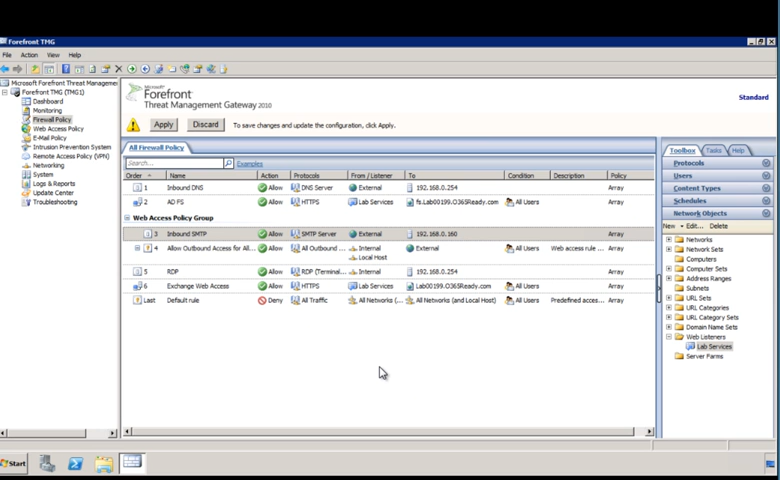 Forefront TMG
File Action View Help
Microsoft Forefront Threat Manageme
Forefront TMG (TMG1)
Dashboard
Monitoring
Firewall Policy
Web Access Policy
E-Mail Policy
Intrusion Prevention System
Remote Access Policy (VPN)
Networking
System
Logs & Reports
Update Center
Troubleshooting
Microsoft
Forefront
Threat Management Gateway 2010
Standard
Apply Discard To save changes and update the configuration, click Apply.
All Firewall Policy
Search... Examples
Order Name Action Protocols From / Listener To Condition Description Policy
1 Inbound DNS Allow DNS Server External 192.168.0.254 Array
2 AD FS Allow HTTPS Lab Services fs.Lab00199.O365Ready.com All Users Array
Web Access Policy Group
3 Inbound SMTP Allow SMTP Server External 192.168.0.160 Array
4 Allow Outbound Access for All... Allow All Outbound ... Internal External All Users Web access rule ... Array
Local Host
5 RDP Allow RDP (Terminal... Internal 192.168.0.254 Array
6 Exchange Web Access Allow HTTPS Lab Services Lab00199.O365Ready.com All Users Array
Last Default rule Deny All Traffic All Networks (... All Networks (and Local Host) All Users Predefined acces... Array
Toolbox Tasks Help
Protocols
Users
Content Types
Schedules
Network Objects
New Edit... Delete
Networks
Network Sets
Computers
Computer Sets
Address Ranges
Subnets
URL Sets
URL Categories
URL Category Sets
Domain Name Sets
Web Listeners
Lab Services
Server Farms
Start